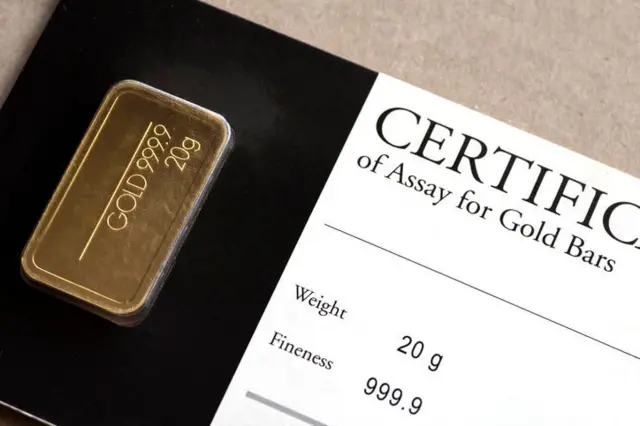 GOLD 999.9
20g
CERTIFIC
of Assay for Gold Bars
Weight
20 g
Fineness
999.9